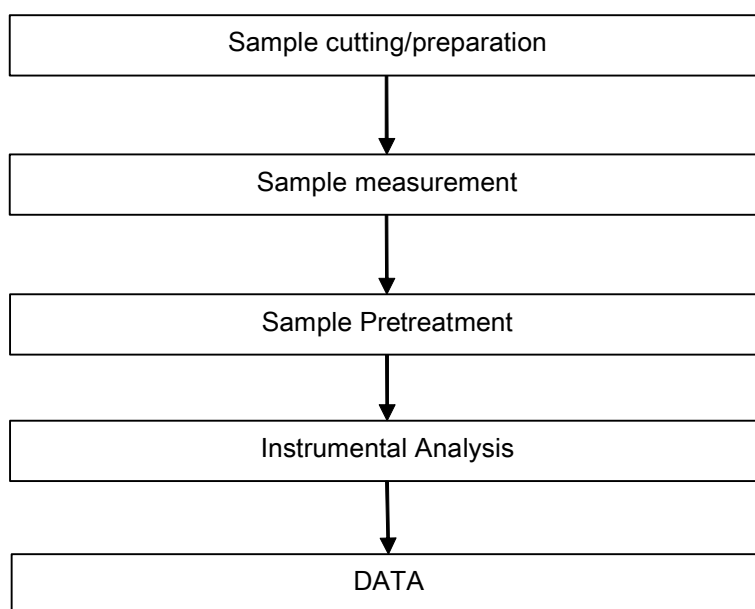 Sample cutting/preparation
Sample measurement
Sample Pretreatment
Instrumental Analysis
DATA